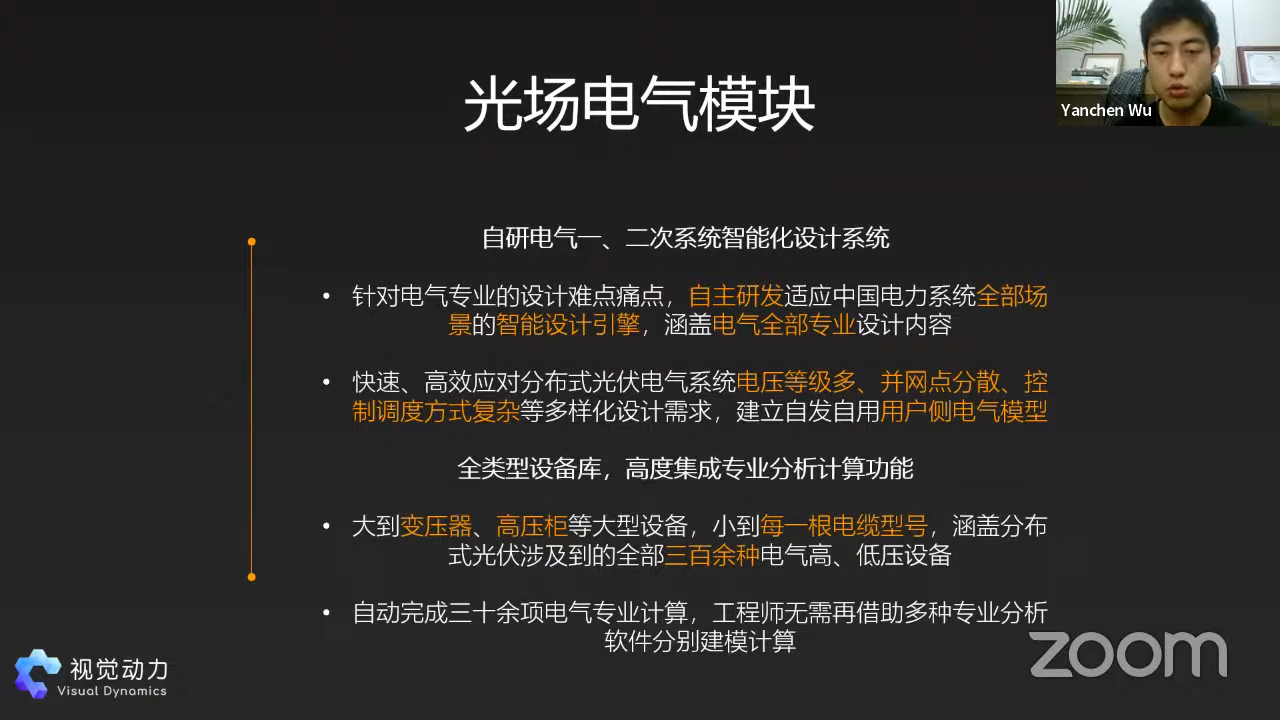 光场电气模块
Yanchen Wu
自研电气一、二次系统智能化设计系统
• 针对电气专业的设计难点痛点，自主研发适应中国电力系统全部场
景的智能设计引擎，涵盖电气全部专业设计内容
• 快速、高效应对分布式光伏电气系统电压等级多、并网点分散、控
制调度方式复杂等多样化设计需求，建立自发自用用户侧电气模型
全类型设备库，高度集成专业分析计算功能
• 大到变压器、高压柜等大型设备，小到每一根电缆型号，涵盖分布
式光伏涉及到的全部三百余种电气高、低压设备
• 自动完成三十余项电气专业计算，工程师无需再借助多种专业分析
软件分别建模计算
视觉动力
Visual Dynamics
zoom